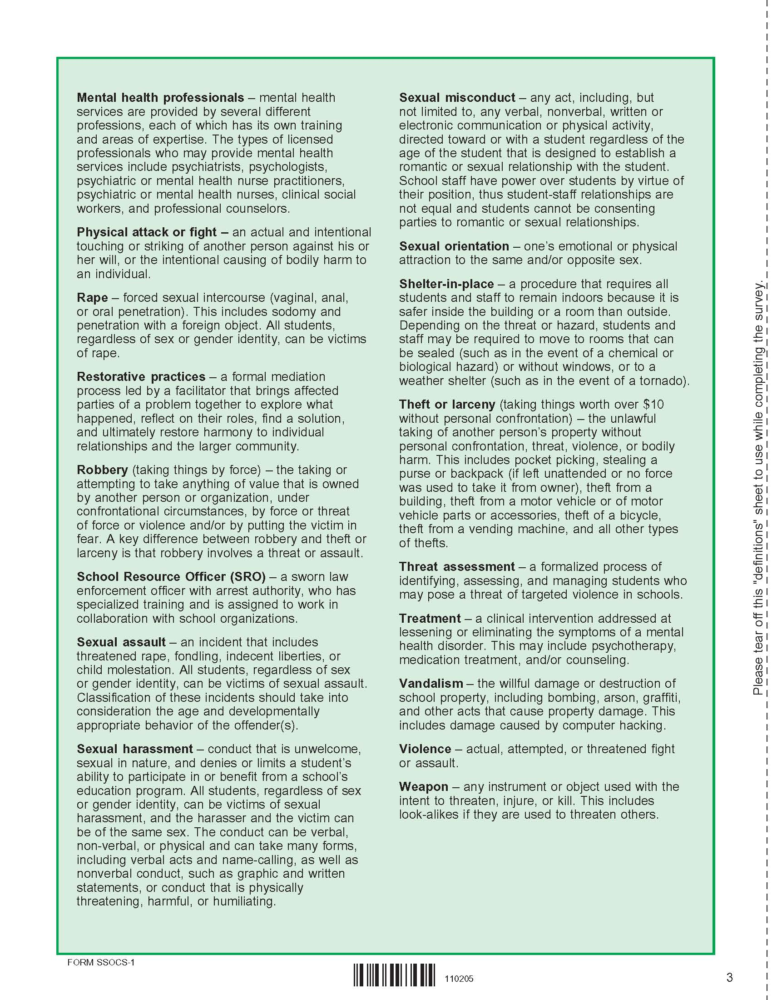 Mental health professionals – mental health
services are provided by several different
professions, each of which has its own training
and areas of expertise. The types of licensed
professionals who may provide mental health
services include psychiatrists, psychologists,
psychiatric or mental health nurse practitioners,
psychiatric or mental health nurses, clinical social
workers, and professional counselors.
Physical attack or fight – an actual and intentional
touching or striking of another person against his or
her will, or the intentional causing of bodily harm to
an individual.
Rape – forced sexual intercourse (vaginal, anal,
or oral penetration). This includes sodomy and
penetration with a foreign object. All students,
regardless of sex or gender identity, can be victims
of rape.
Restorative practices – a formal mediation
process led by a facilitator that brings affected
parties of a problem together to explore what
happened, reflect on their roles, find a solution,
and ultimately restore harmony to individual
relationships and the larger community.
Robbery (taking things by force) – the taking or
attempting to take anything of value that is owned
by another person or organization, under
confrontational circumstances, by force or threat
of force or violence and/or by putting the victim in
fear. A key difference between robbery and theft or
larceny is that robbery involves a threat or assault.
School Resource Officer (SRO) – a sworn law
enforcement officer with arrest authority, who has
specialized training and is assigned to work in
collaboration with school organizations.
Sexual assault – an incident that includes
threatened rape, fondling, indecent liberties, or
child molestation. All students, regardless of sex
or gender identity, can be victims of sexual assault.
Classification of these incidents should take into
consideration the age and developmentally
appropriate behavior of the offender(s).
Sexual harassment – conduct that is unwelcome,
sexual in nature, and denies or limits a student’s
ability to participate in or benefit from a school’s
education program. All students, regardless of sex
or gender identity, can be victims of sexual
harassment, and the harasser and the victim can
be of the same sex. The conduct can be verbal,
non-verbal, or physical and can take many forms,
including verbal acts and name-calling, as well as
nonverbal conduct, such as graphic and written
statements, or conduct that is physically
threatening, harmful, or humiliating.
Sexual misconduct – any act, including, but
not limited to, any verbal, nonverbal, written or
electronic communication or physical activity,
directed toward or with a student regardless of the
age of the student that is designed to establish a
romantic or sexual relationship with the student.
School staff have power over students by virtue of
their position, thus student-staff relationships are
not equal and students cannot be consenting
parties to romantic or sexual relationships.
Sexual orientation – one’s emotional or physical
attraction to the same and/or opposite sex.
Shelter-in-place – a procedure that requires all
students and staff to remain indoors because it is
safer inside the building or a room than outside.
Depending on the threat or hazard, students and
staff may be required to move to rooms that can
be sealed (such as in the event of a chemical or
biological hazard) or without windows, or to a
weather shelter (such as in the event of a tornado).
Theft or larceny (taking things worth over $10
without personal confrontation) – the unlawful
taking of another person’s property without
personal confrontation, threat, violence, or bodily
harm. This includes pocket picking, stealing a
purse or backpack (if left unattended or no force
was used to take it from owner), theft from a
building, theft from a motor vehicle or of motor
vehicle parts or accessories, theft of a bicycle,
theft from a vending machine, and all other types
of thefts.
Threat assessment – a formalized process of
identifying, assessing, and managing students who
may pose a threat of targeted violence in schools.
Treatment – a clinical intervention addressed at
lessening or eliminating the symptoms of a mental
health disorder. This may include psychotherapy,
medication treatment, and/or counseling.
Vandalism – the willful damage or destruction of
school property, including bombing, arson, graffiti,
and other acts that cause property damage. This
includes damage caused by computer hacking.
Violence – actual, attempted, or threatened fight
or assault.
Weapon – any instrument or object used with the
intent to threaten, injure, or kill. This includes
look-alikes if they are used to threaten others.
Please tear off this "definitions" sheet to use while completing the survey.
FORM SSOCS-1
110205
3